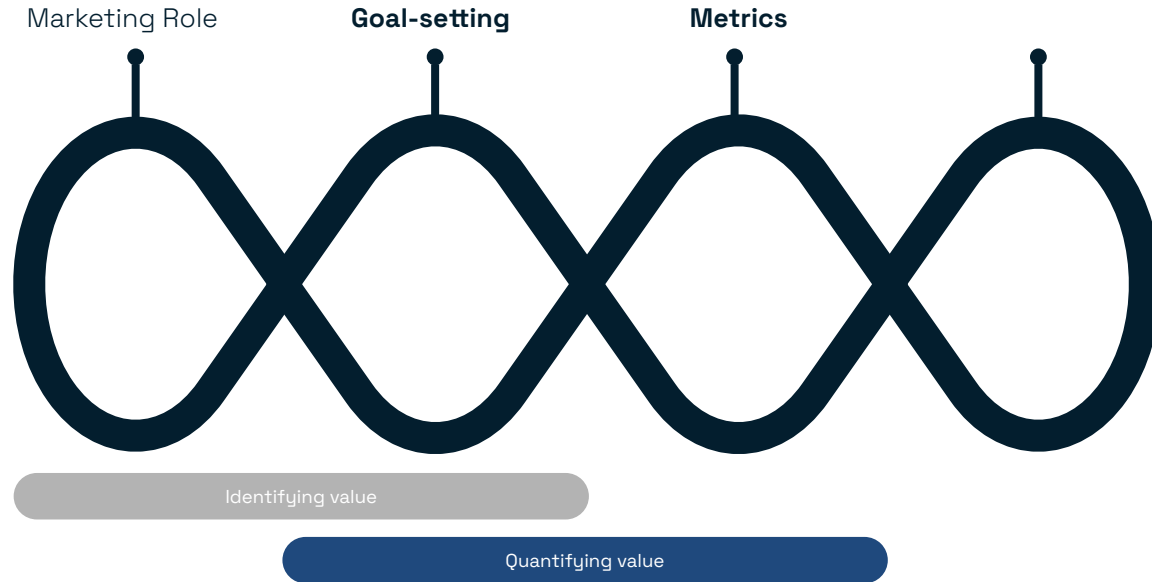 Marketing Role
Goal-setting
Metrics
Identifying value
Quantifying value